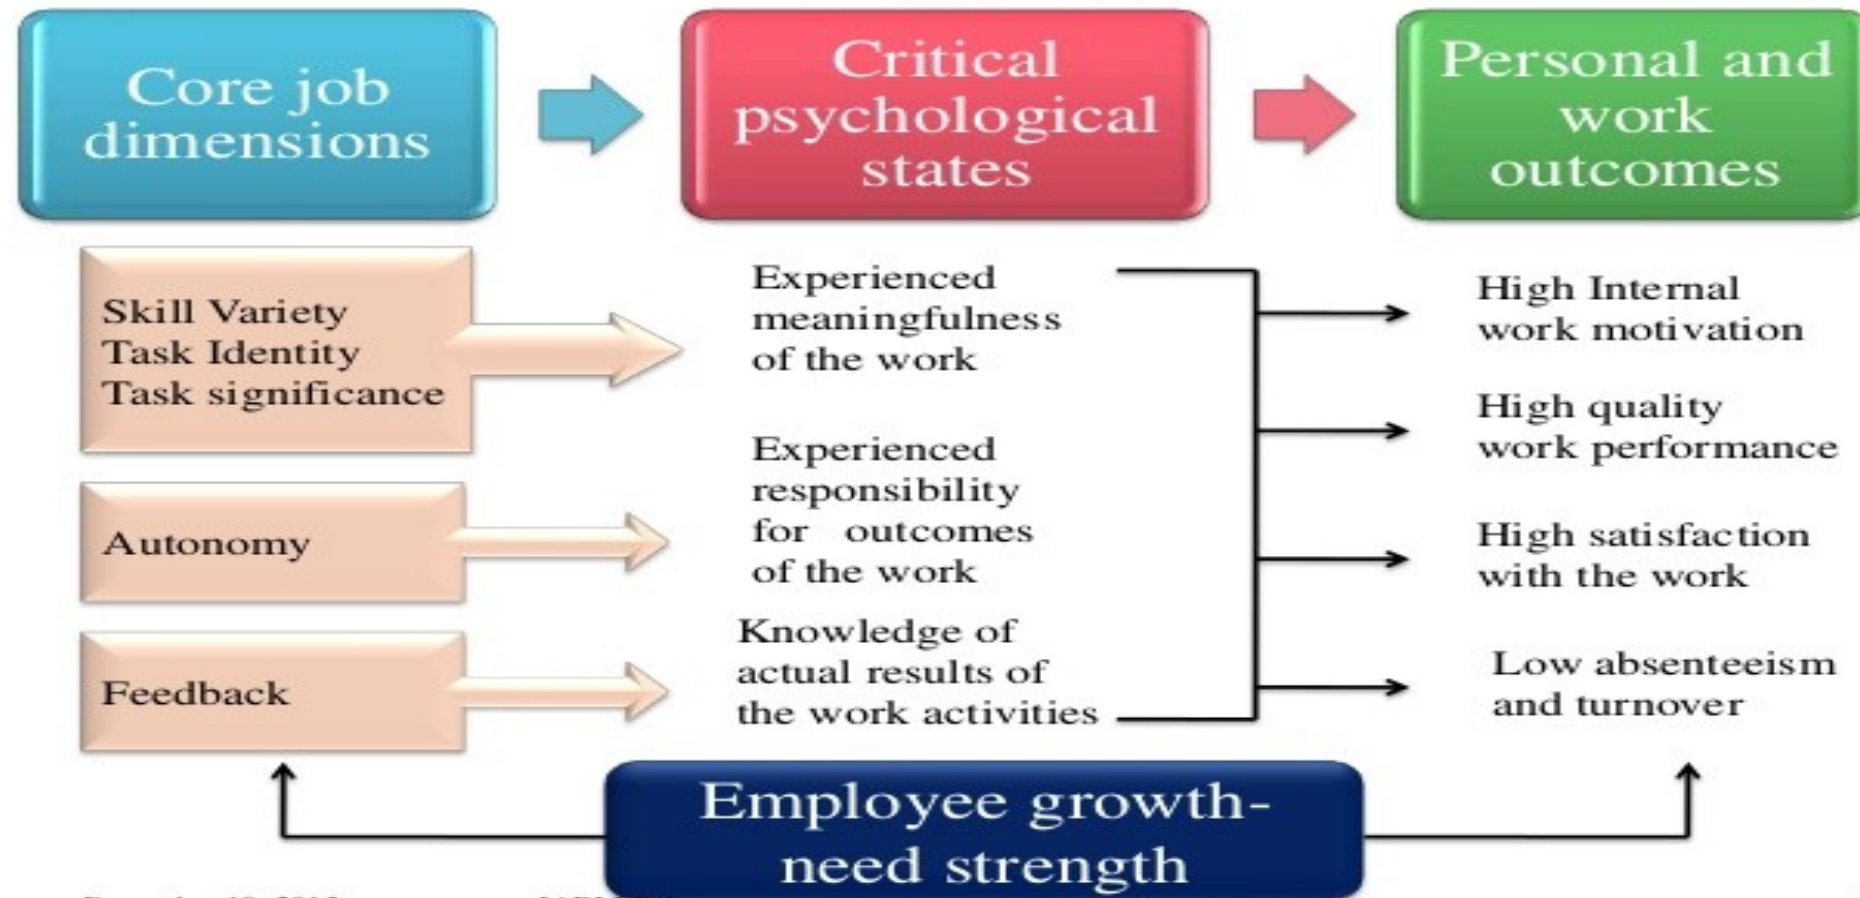 Core job
dimensions
Critical
psychological
states
Personal and
work
outcomes
Skill Variety
Task Identity
Task significance
Experienced
meaningfulness
of the work
High Internal
work motivation
High quality
work performance
Autonomy
Experienced
responsibility
for outcomes
of the work
High satisfaction
with the work
Feedback
Knowledge of
actual results of
the work activities
Low absenteeism
and turnover
Employee growth-
need strength